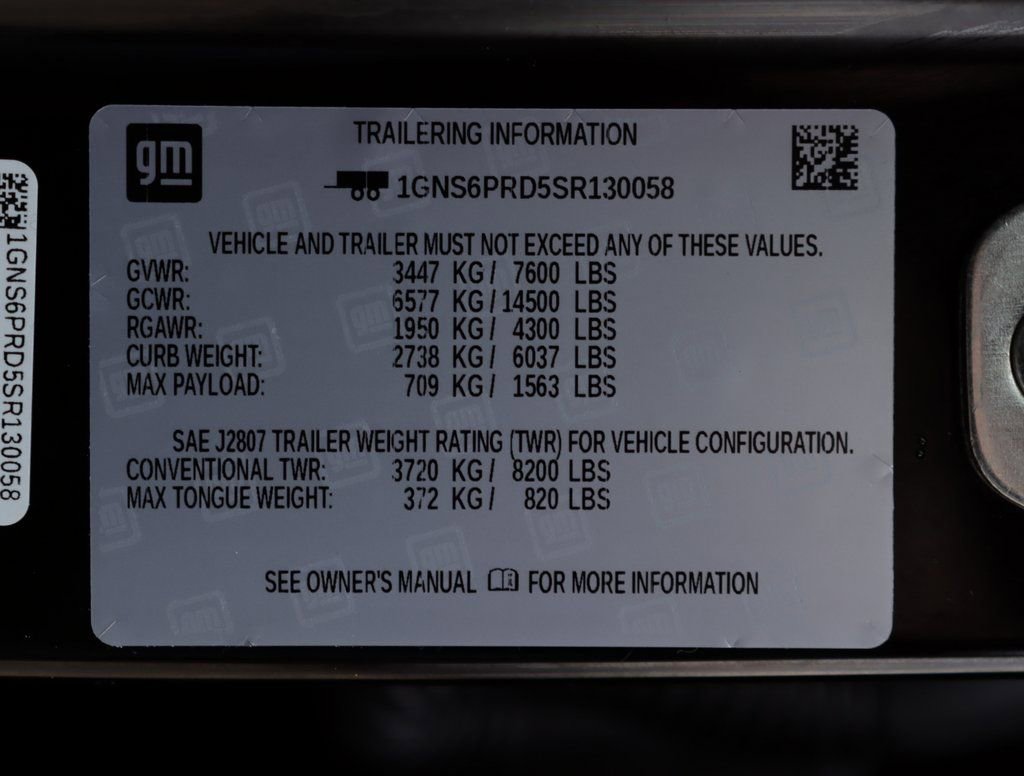 gm
TRAILERING INFORMATION
1GNS6PRD5SR130058
VEHICLE AND TRAILER MUST NOT EXCEED ANY OF THESE VALUES.
GVWR: 3447 KG / 7600 LBS
GCWR: 6577 KG / 14500 LBS
RGAWR: 1950 KG / 4300 LBS
CURB WEIGHT: 2738 KG / 6037 LBS
MAX PAYLOAD: 709 KG / 1563 LBS
SAE J2807 TRAILER WEIGHT RATING (TWR) FOR VEHICLE CONFIGURATION.
CONVENTIONAL TWR: 3720 KG / 8200 LBS
MAX TONGUE WEIGHT: 372 KG / 820 LBS
SEE OWNER'S MANUAL FOR MORE INFORMATION
1GNS6PRD5SR130058